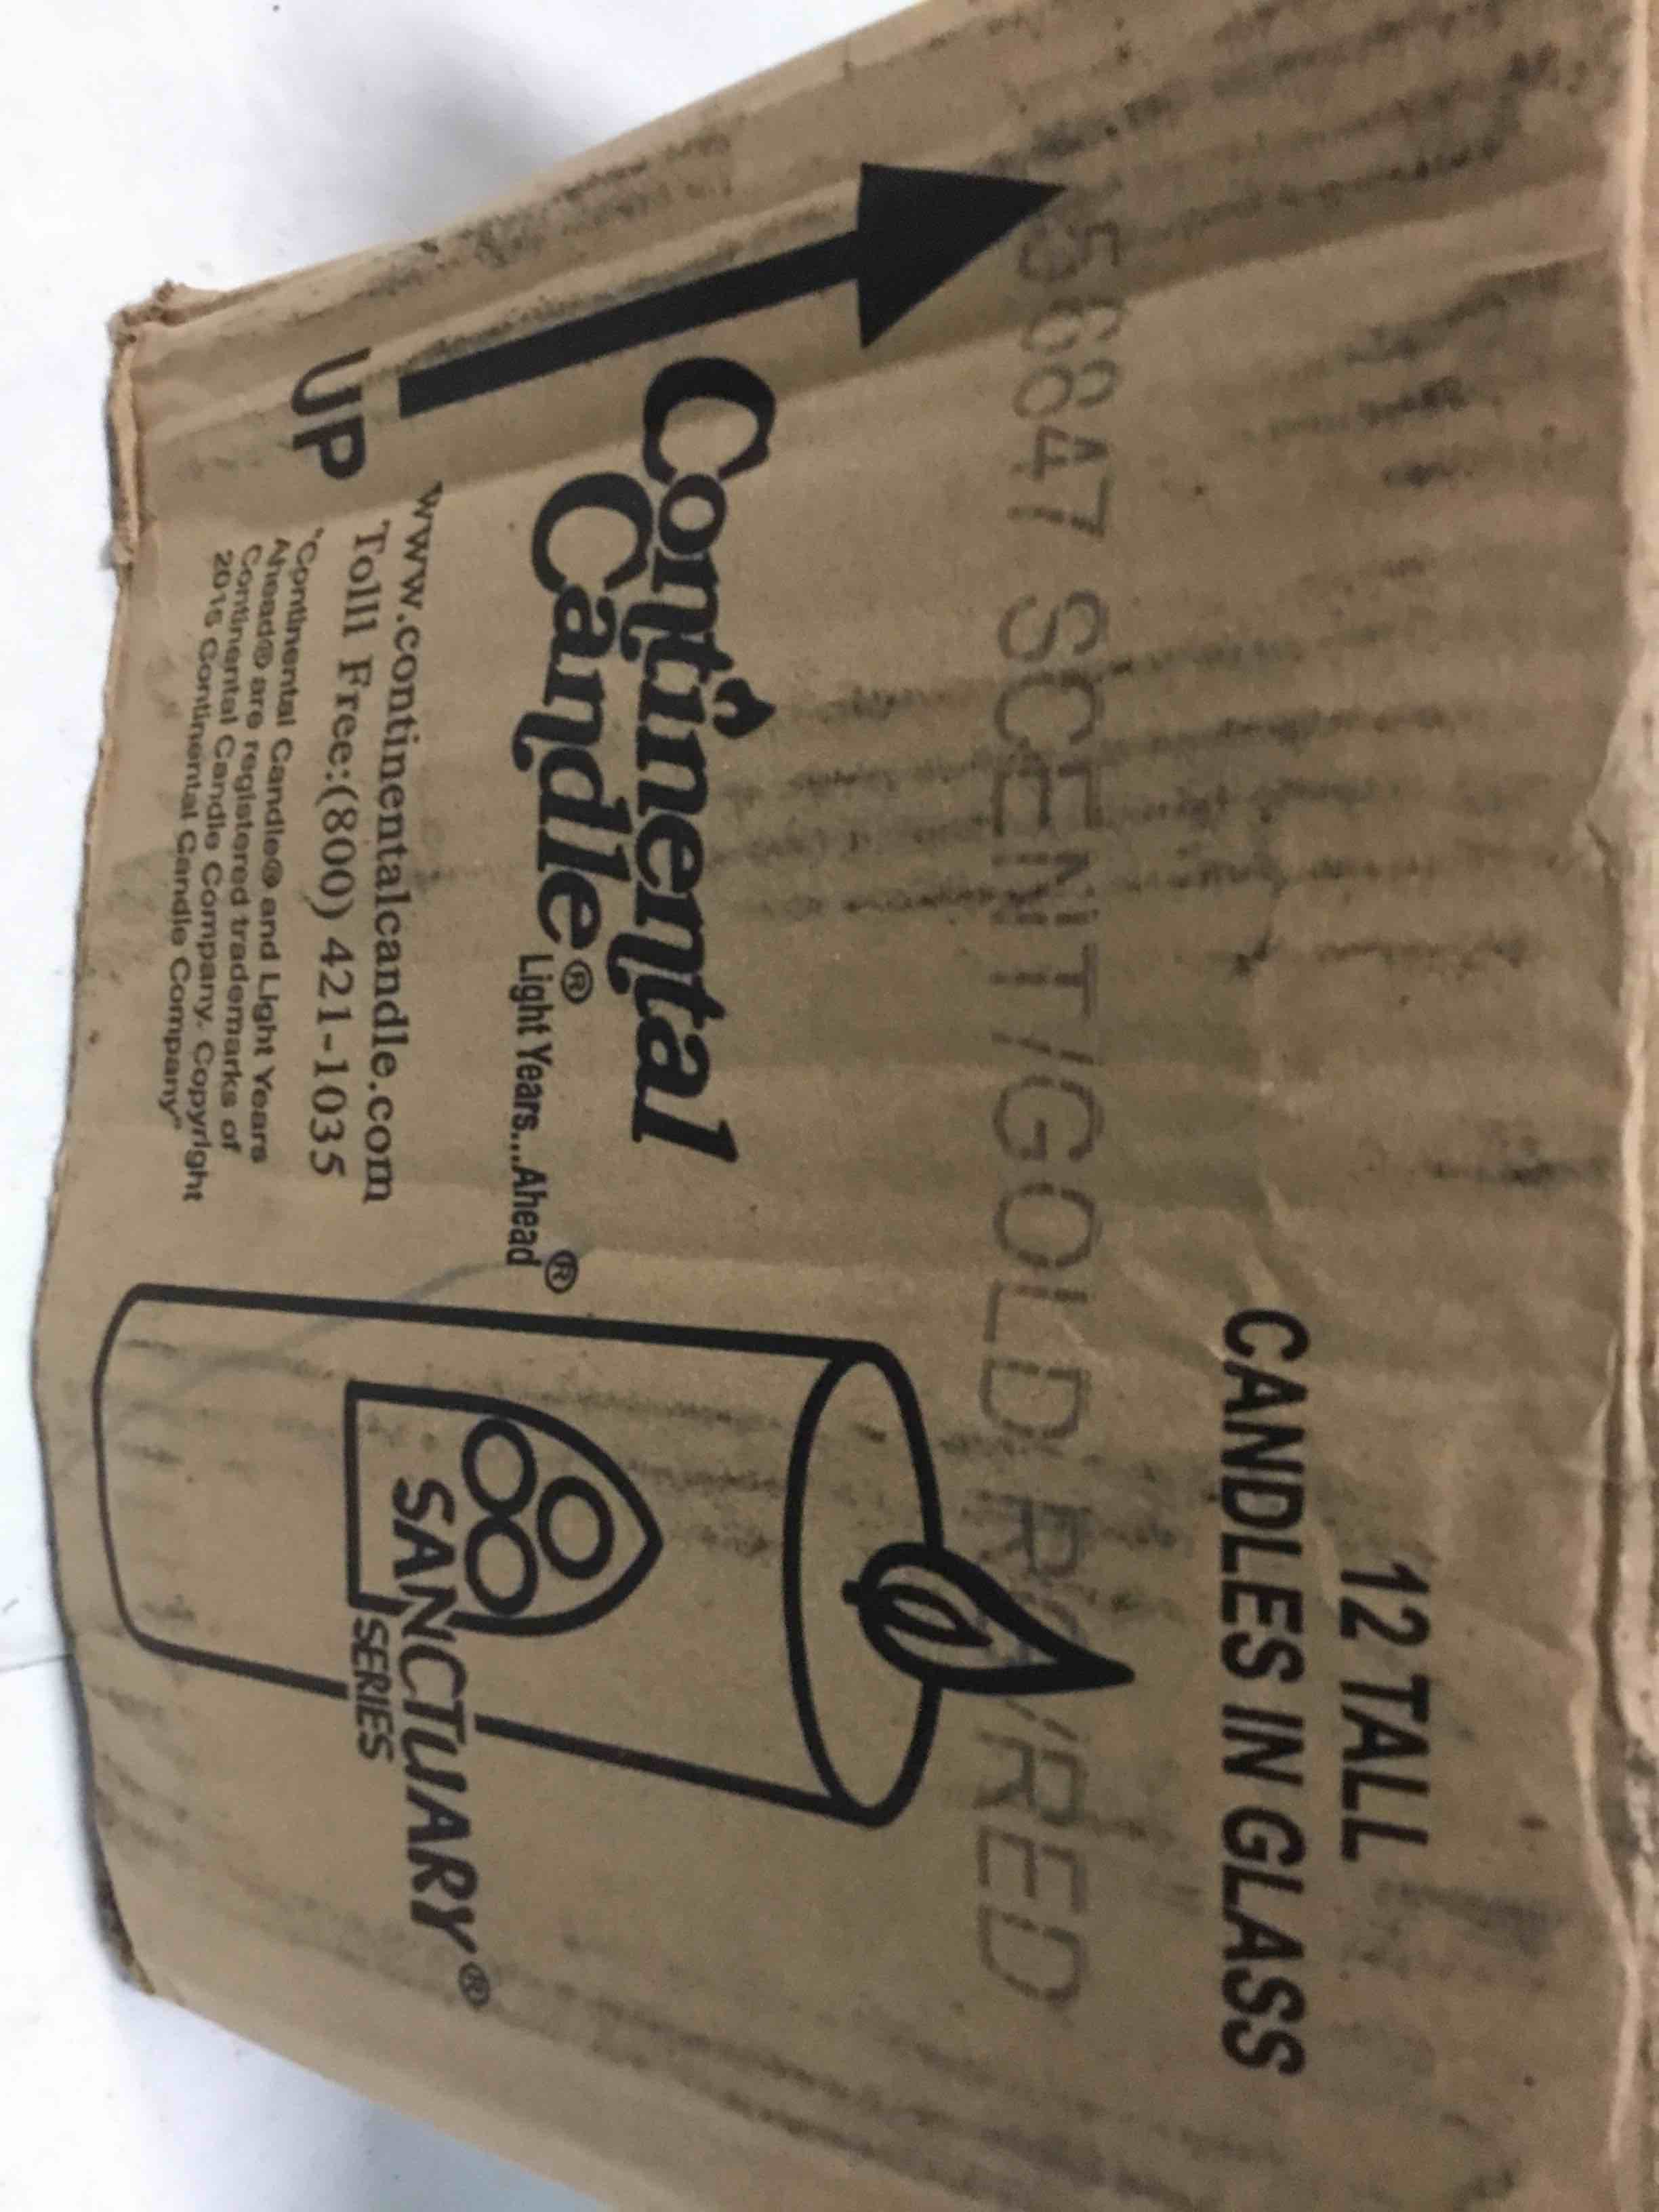 12 TALL
CANDLES IN GLASS
SCENT/GOLD /RED
Continental
Candle®
Light Years...Ahead®
www.continentalcandle.com
Tolll Free:(800) 421-1035
"Continental Candle® and Light Years
Ahead® are registered trademarks of
Continental Candle Company. Copyright
2016 Continental Candle Company"
UP
SANCTUARY®
SERIES